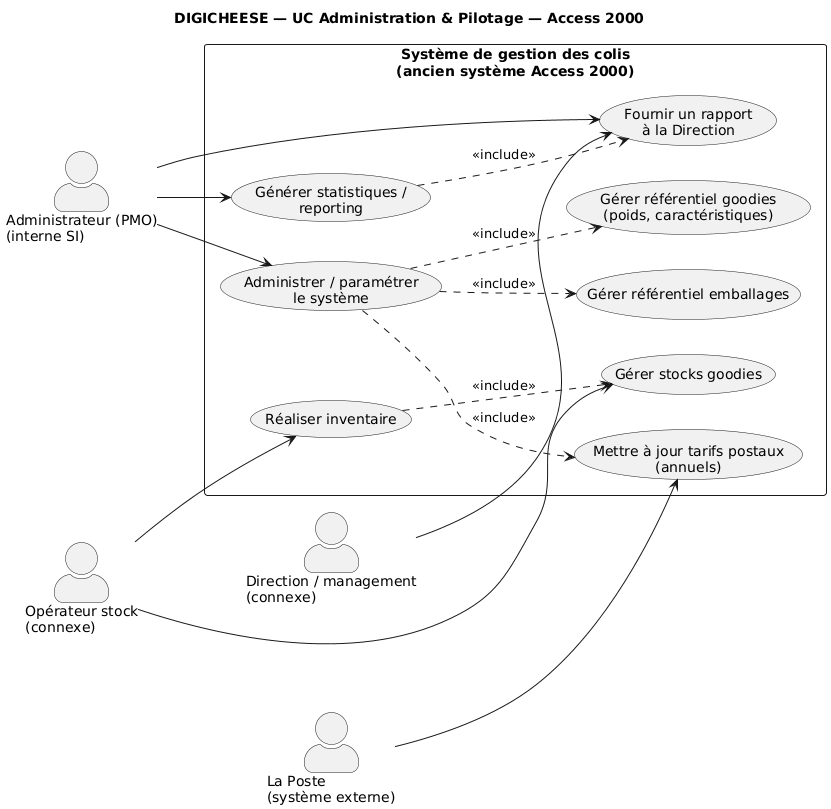 DIGICHEESE — UC Administration & Pilotage — Access 2000
Système de gestion des colis
(ancien système Access 2000)
Fournir un rapport
à la Direction
«include»
Générer statistiques /
reporting
Administrateur (PMO)
(interne SI)
Gérer référentiel goodies
(poids, caractéristiques)
«include»
Administrer / paramétrer
le système
«include»
Gérer référentiel emballages
Gérer stocks goodies
«include»
Réaliser inventaire
«include»
Mettre à jour tarifs postaux
(annuels)
Direction / management
(connexe)
Opérateur stock
(connexe)
La Poste
(système externe)